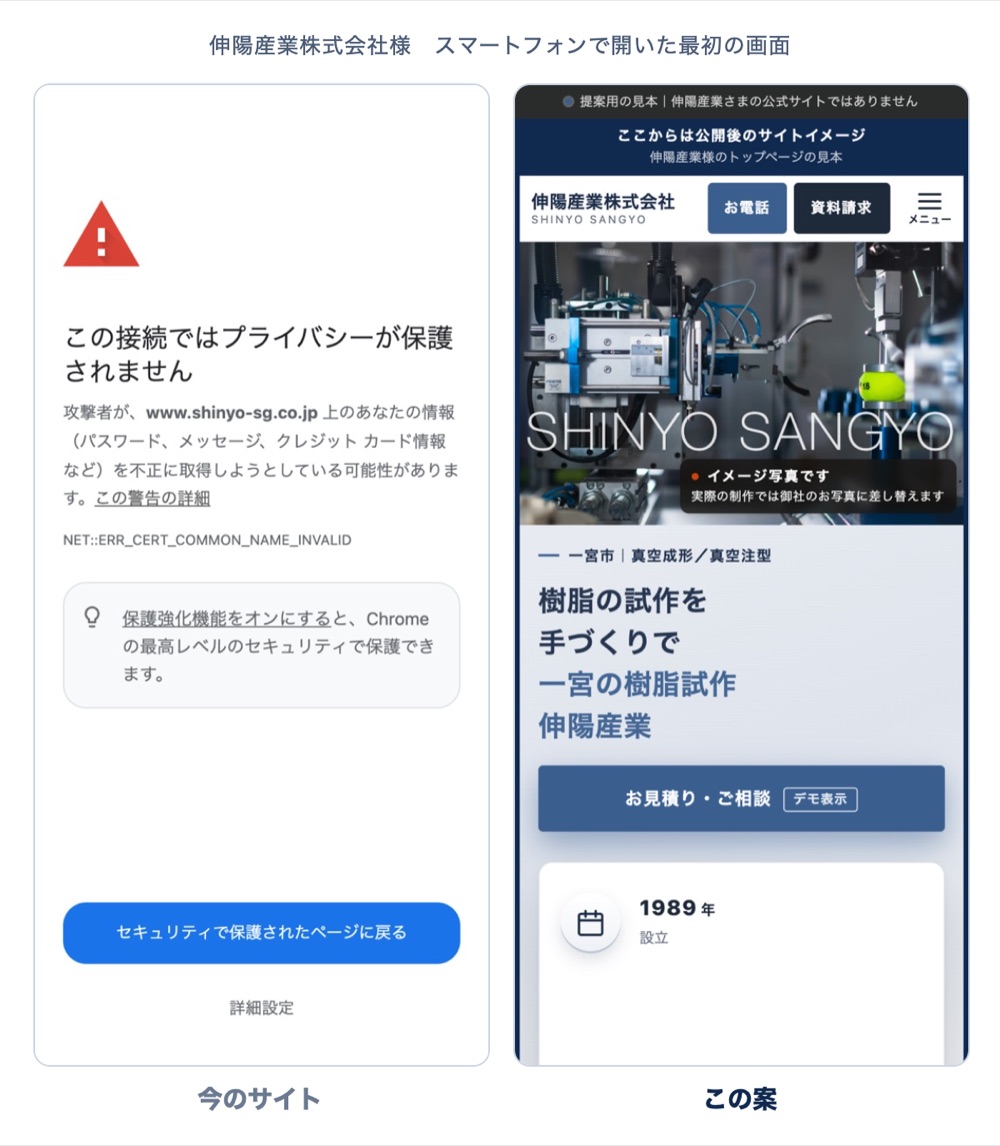 伸陽産業株式会社様　スマートフォンで開いた最初の画面
この接続ではプライバシーが保護
されません
攻撃者が、www.shinyo-sg.co.jp 上のあなたの情報
（パスワード、メッセージ、クレジット カード情報
など）を不正に取得しようとしている可能性がありま
す。この警告の詳細
NET::ERR_CERT_COMMON_NAME_INVALID
保護強化機能をオンにすると、Chrome
の最高レベルのセキュリティで保護でき
ます。
セキュリティで保護されたページに戻る
詳細設定
今のサイト
提案用の見本｜伸陽産業さまの公式サイトではありません
ここからは公開後のサイトイメージ
伸陽産業様のトップページの見本
伸陽産業株式会社
SHINYO SANGYO
お電話
資料請求
メニュー
SHINYO SANGYO
イメージ写真です
実際の制作では御社のお写真に差し替えます
一宮市｜真空成形／真空注型
樹脂の試作を
手づくりで
一宮の樹脂試作
伸陽産業
お見積り・ご相談 デモ表示
1989 年
設立
この案